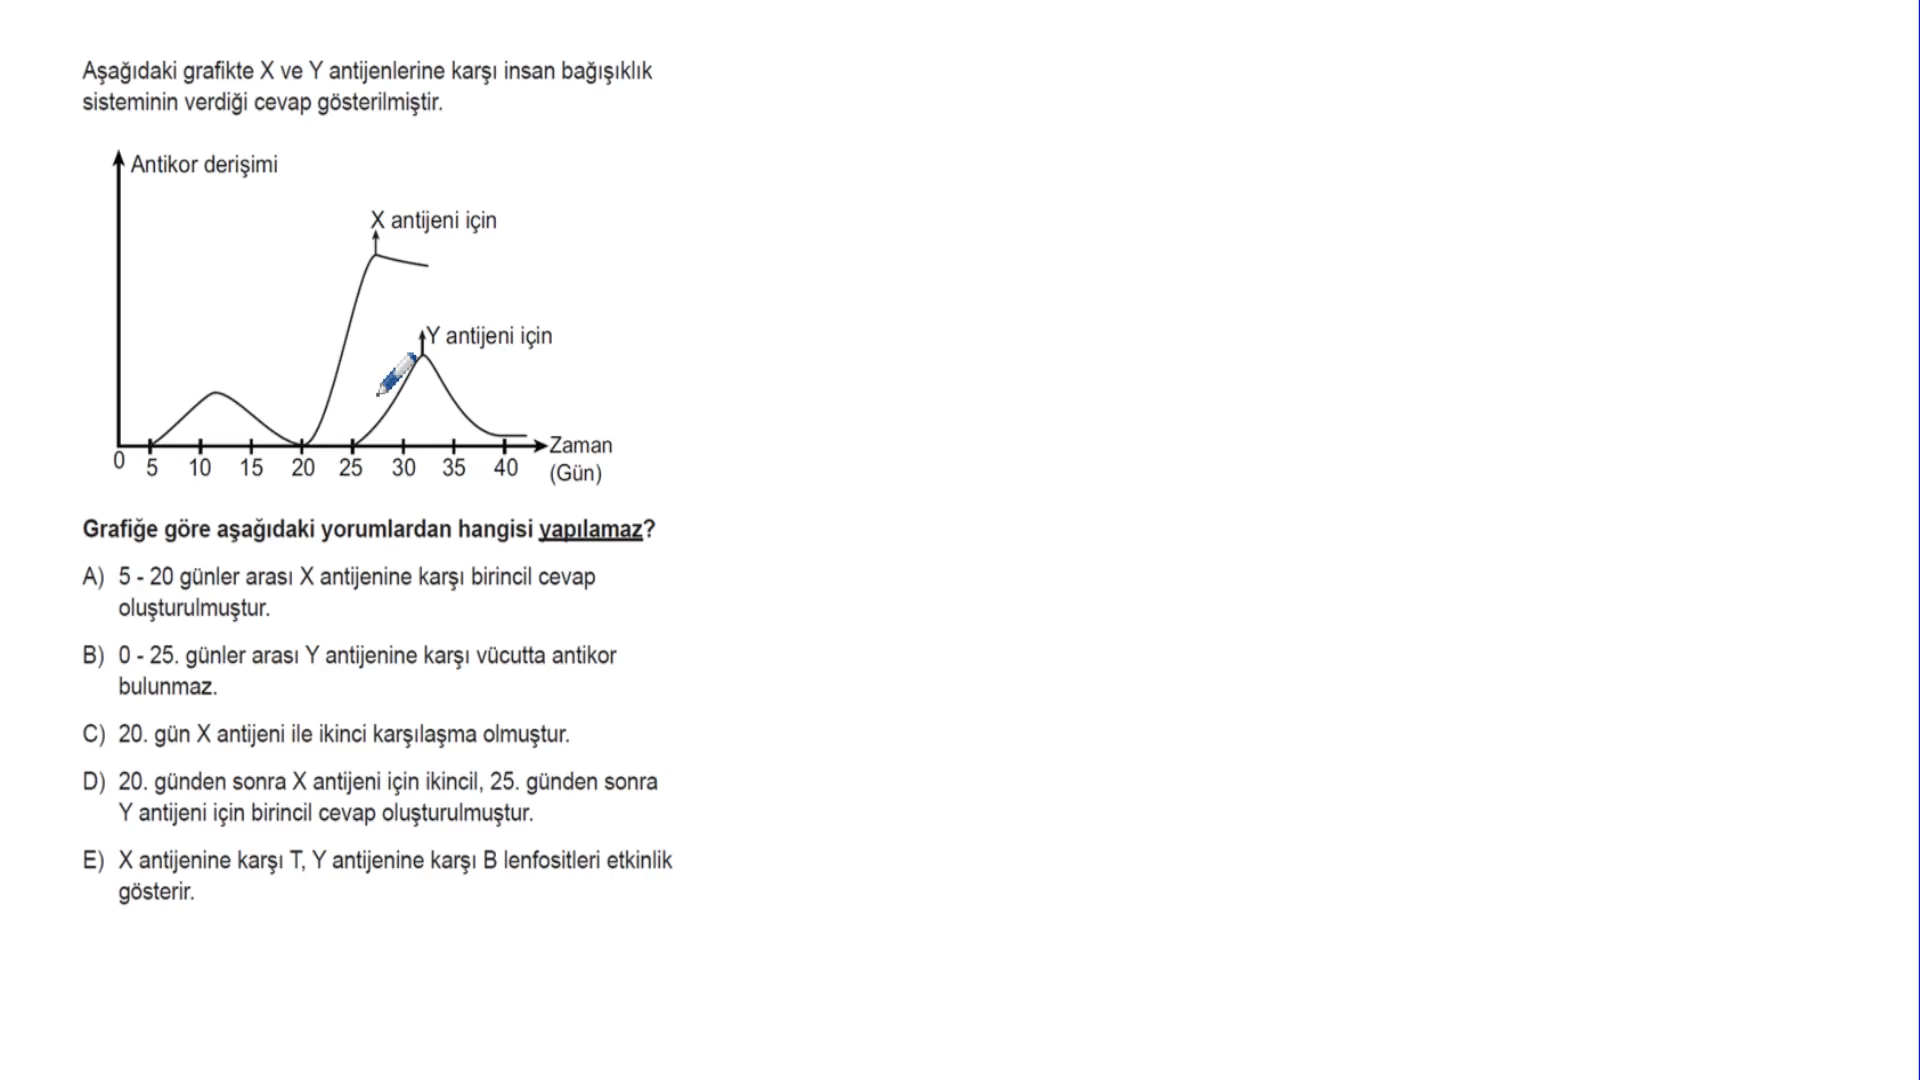 Aşağıdaki grafikte X ve Y antijenlerine karşı insan bağışıklık
sisteminin verdiği cevap gösterilmiştir.
Antikor derişimi
X antijeni için
Y antijeni için
Zaman
(Gün)
0 5 10 15 20 25 30 35 40
Grafiğe göre aşağıdaki yorumlardan hangisi yapılamaz?
A) 5 - 20 günler arası X antijenine karşı birincil cevap
oluşturulmuştur.
B) 0 - 25. günler arası Y antijenine karşı vücutta antikor
bulunmaz.
C) 20. gün X antijeni ile ikinci karşılaşma olmuştur.
D) 20. günden sonra X antijeni için ikincil, 25. günden sonra
Y antijeni için birincil cevap oluşturulmuştur.
E) X antijenine karşı T, Y antijenine karşı B lenfositleri etkinlik
gösterir.